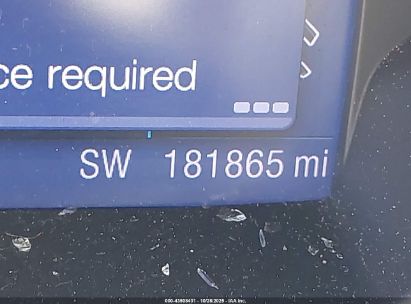 ce required
SW 181865 mi